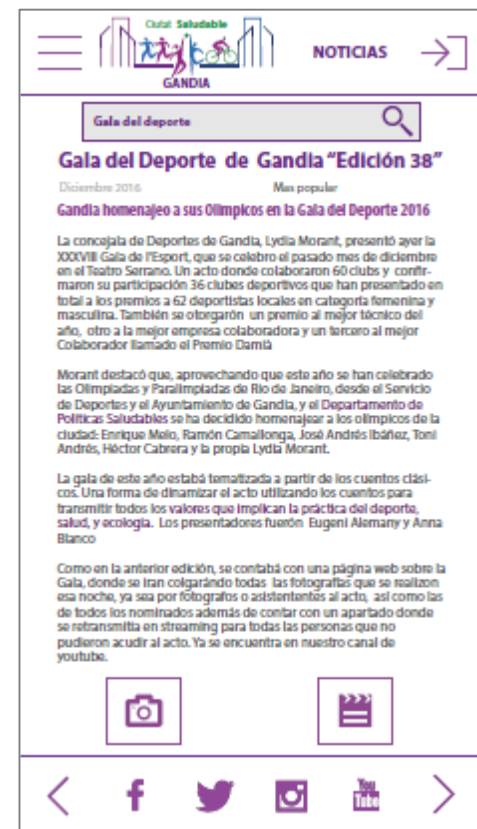 Ciutat Saludable
GANDIA
NOTICIAS
Gala del deporte
Gala del Deporte de Gandia “Edición 38”
Diciembre 2016
Mas popular
Gandia homenajeo a sus Olimpicos en la Gala del Deporte 2016
La concejala de Deportes de Gandia, Lydia Morant, presentó ayer la
XXXVIII Gala de l'Esport, que se celebro el pasado mes de diciembre
en el Teatro Serrano. Un acto donde colaboraron 60 clubs y confir-
maron su participación 36 clubes deportivos que han presentado en
total a los premios a 62 deportistas locales en categoría femenina y
masculina. También se otorgarón un premio al mejor técnico del
año, otro a la mejor empresa colaboradora y un tercero al mejor
Colaborador llamado el Premio Damià
Morant destacó que, aprovechando que este año se han celebrado
las Olimpiadas y Paralimpiadas de Rio de Janeiro, desde el Servicio
de Deportes y el Ayuntamiento de Gandia, y el Departamento de
Políticas Saludables se ha decidido homenajear a los olímpicos de la
ciudad: Enrique Melo, Ramón Camallonga, José Andrés Ibáñez, Toni
Andrés, Héctor Cabrera y la propia Lydia Morant.
La gala de este año estabá tematizada a partir de los cuentos clási-
cos. Una forma de dinamizar el acto utilizando los cuentos para
transmitir todos los valores que implican la práctica del deporte,
salud, y ecología. Los presentadores fuerón Eugeni Alemany y Anna
Blanco
Como en la anterior edición, se contabá con una página web sobre la
Gala, donde se iran colgarándo todas las fotografías que se realizon
esa noche, ya sea por fotografos o asistententes al acto, así como las
de todos los nominados además de contar con un apartado donde
se retransmitia en streaming para todas las personas que no
pudieron acudir al acto. Ya se encuentra en nuestro canal de
youtube.
You
Tube